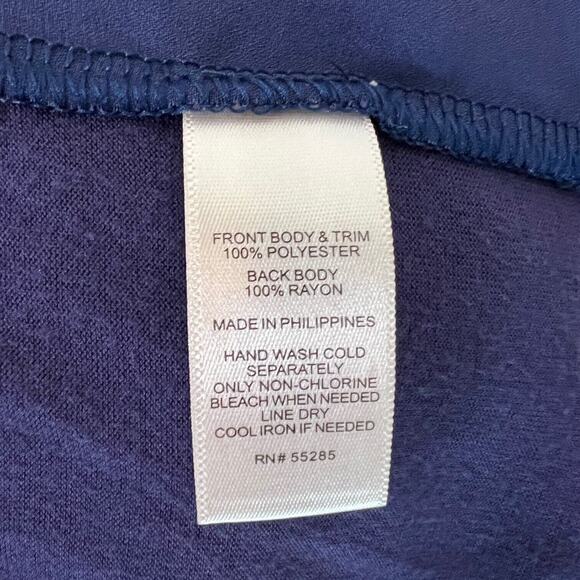 FRONT BODY & TRIM
100% POLYESTER
BACK BODY
100% RAYON
MADE IN PHILIPPINES
HAND WASH COLD
SEPARATELY
ONLY NON-CHLORINE
BLEACH WHEN NEEDED
LINE DRY
COOL IRON IF NEEDED
RN# 55285